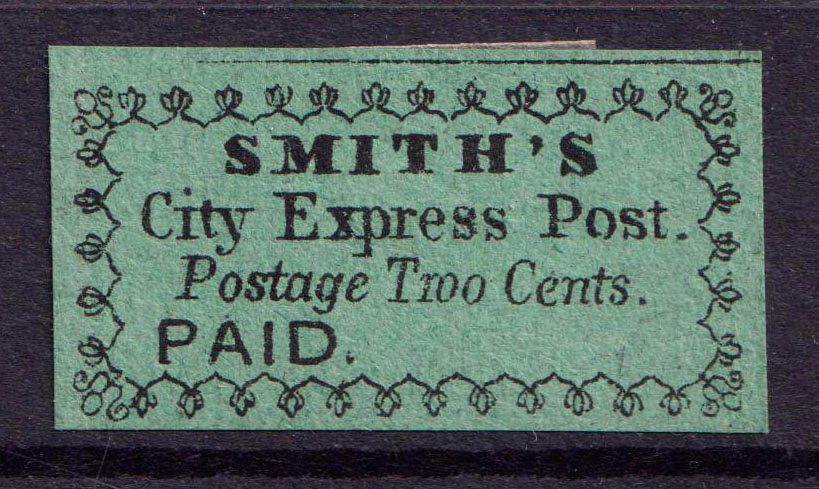 SMITH'S
City Express Post.
Postage Two Cents.
PAID.